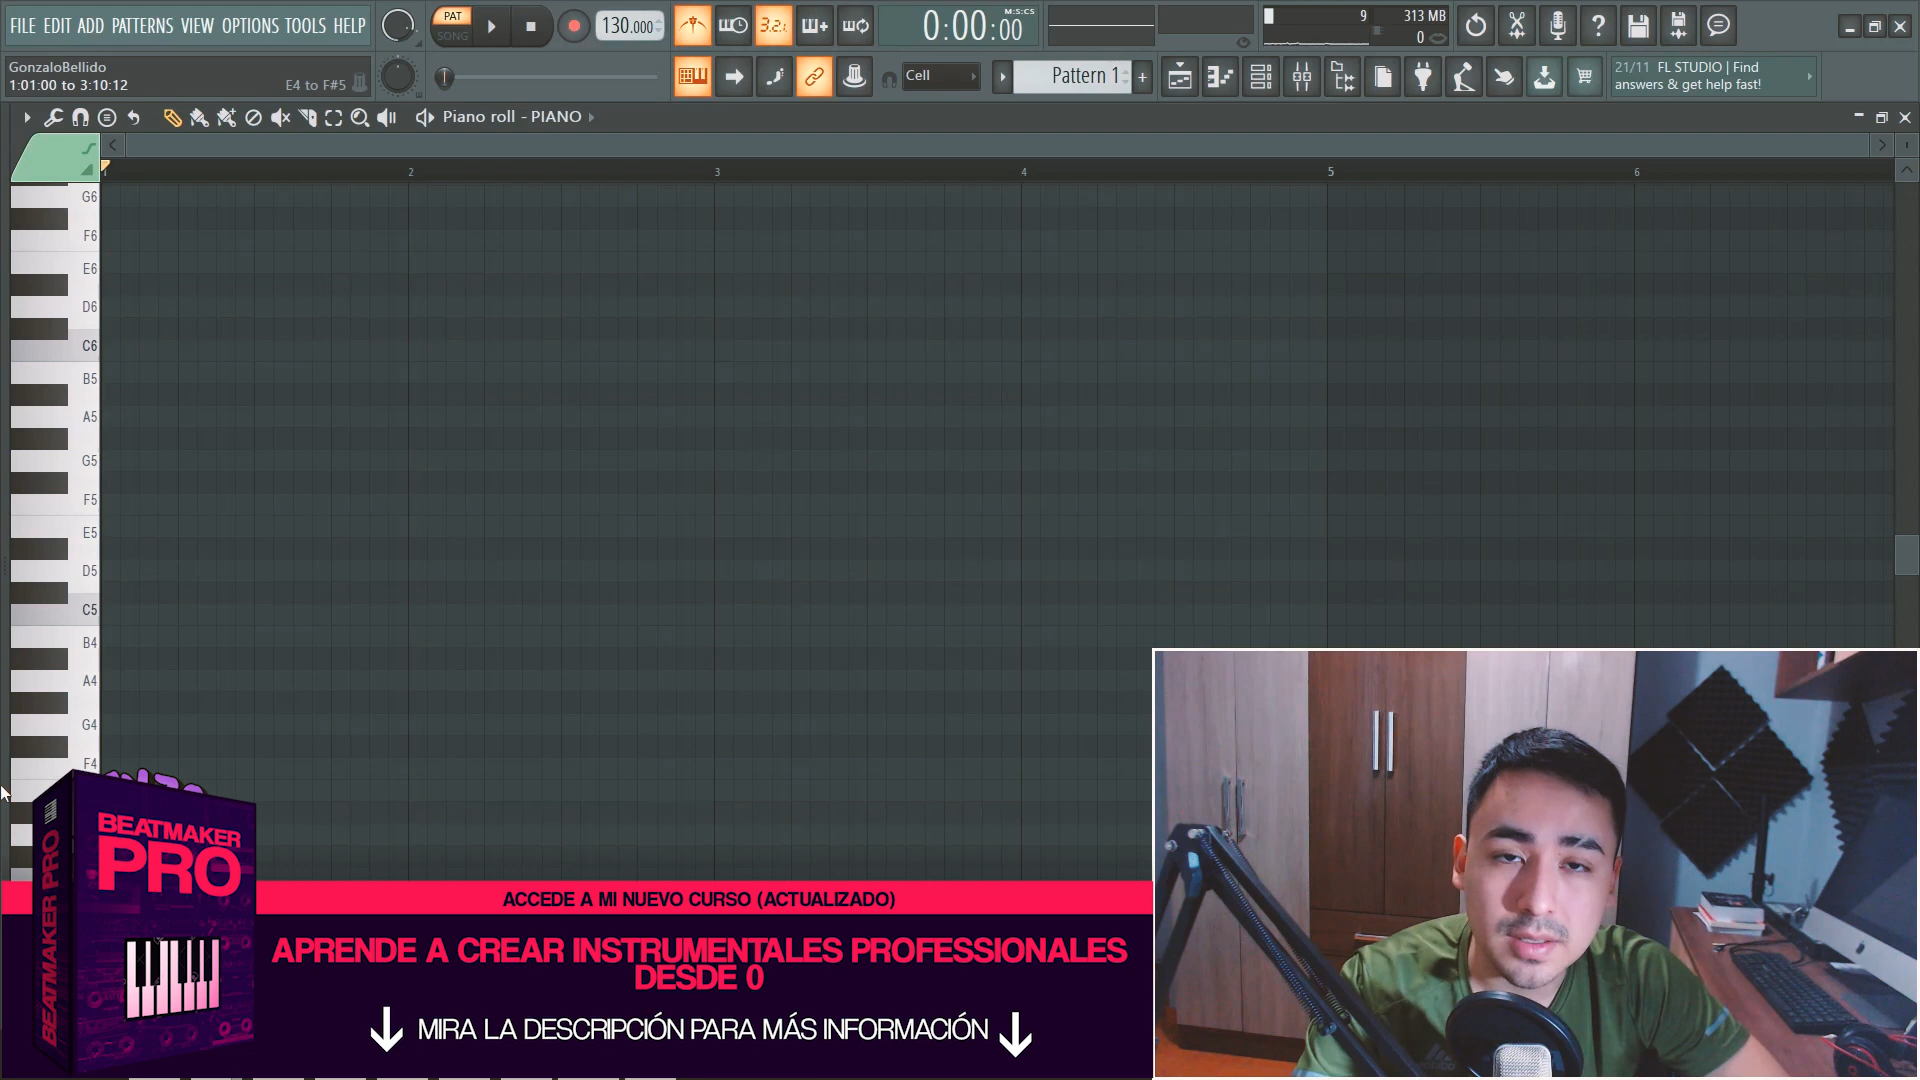 FILE EDIT ADD PATTERNS VIEW OPTIONS TOOLS HELP
PAT
SONG
130.000
3.2.1
0:00:00
M:S:CS
9
313 MB
0
GonzaloBellido
1:01:00 to 3:10:12
E4 to F#5
Cell
Pattern 1
21/11 FL STUDIO | Find
answers & get help fast!
Piano roll - PIANO
1
2
3
4
5
6
G6
F6
E6
D6
C6
B5
A5
G5
F5
E5
D5
C5
B4
A4
G4
F4
BEATMAKER
PRO
BEATMAKER PRO
ACCEDE A MI NUEVO CURSO (ACTUALIZADO)
APRENDE A CREAR INSTRUMENTALES PROFESSIONALES
DESDE 0
MIRA LA DESCRIPCIÓN PARA MÁS INFORMACIÓN